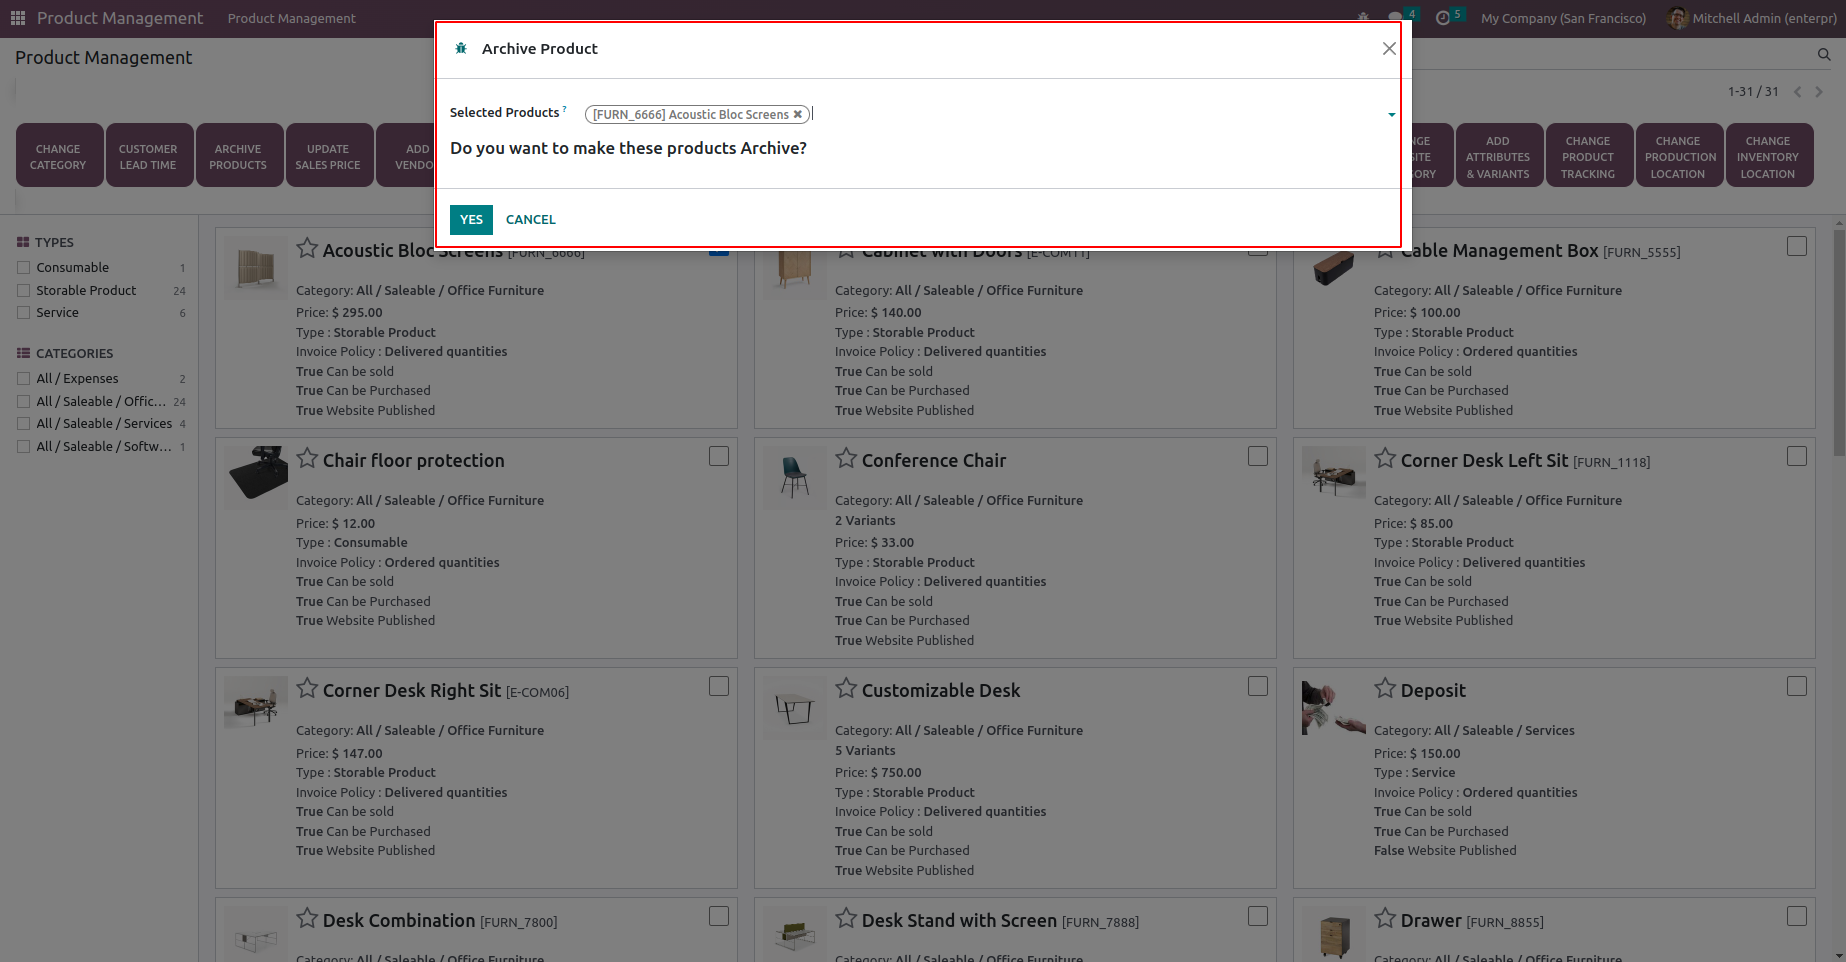 Product Management
Product Management
4
5
My Company (San Francisco)
Mitchell Admin (enterpr)
Product Management
Archive Product
Selected Products ?
[FURN_6666] Acoustic Bloc Screens ✖
Do you want to make these products Archive?
YES
CANCEL
1-31 / 31
CHANGE
CATEGORY
CUSTOMER
LEAD TIME
ARCHIVE
PRODUCTS
UPDATE
SALES PRICE
ADD
ADD
ATTRIBUTES
& VARIANTS
CHANGE
PRODUCT
TRACKING
CHANGE
PRODUCTION
LOCATION
CHANGE
INVENTORY
LOCATION
TYPES
Consumable 1
Storable Product 24
Service 6
CATEGORIES
All / Expenses 2
All / Saleable / Offic... 24
All / Saleable / Services 4
All / Saleable / Softw... 1
Acoustic Bloc Screens [FURN_6666]
Category: All / Saleable / Office Furniture
Price: $ 295.00
Type : Storable Product
Invoice Policy : Delivered quantities
True Can be sold
True Can be Purchased
True Website Published
Cabinet with Doors [E-COM11]
Category: All / Saleable / Office Furniture
Price: $ 140.00
Type : Storable Product
Invoice Policy : Delivered quantities
True Can be sold
True Can be Purchased
True Website Published
Cable Management Box [FURN_5555]
Category: All / Saleable / Office Furniture
Price: $ 100.00
Type : Storable Product
Invoice Policy : Ordered quantities
True Can be sold
True Can be Purchased
True Website Published
Chair floor protection
Category: All / Saleable / Office Furniture
Price: $ 12.00
Type : Consumable
Invoice Policy : Ordered quantities
True Can be sold
True Can be Purchased
True Website Published
Conference Chair
Category: All / Saleable / Office Furniture
2 Variants
Price: $ 33.00
Type : Storable Product
Invoice Policy : Delivered quantities
True Can be sold
True Can be Purchased
True Website Published
Corner Desk Left Sit [FURN_1118]
Category: All / Saleable / Office Furniture
Price: $ 85.00
Type : Storable Product
Invoice Policy : Delivered quantities
True Can be sold
True Can be Purchased
True Website Published
Corner Desk Right Sit [E-COM06]
Category: All / Saleable / Office Furniture
Price: $ 147.00
Type : Storable Product
Invoice Policy : Delivered quantities
True Can be sold
True Can be Purchased
True Website Published
Customizable Desk
Category: All / Saleable / Office Furniture
5 Variants
Price: $ 750.00
Type : Storable Product
Invoice Policy : Delivered quantities
True Can be sold
True Can be Purchased
True Website Published
Deposit
Category: All / Saleable / Services
Price: $ 150.00
Type : Service
Invoice Policy : Ordered quantities
True Can be sold
True Can be Purchased
False Website Published
Desk Combination [FURN_7800]
Category: All / Saleable / Office Furniture
Desk Stand with Screen [FURN_7888]
Category: All / Saleable / Office Furniture
Drawer [FURN_8855]
Category: All / Saleable / Office Furniture